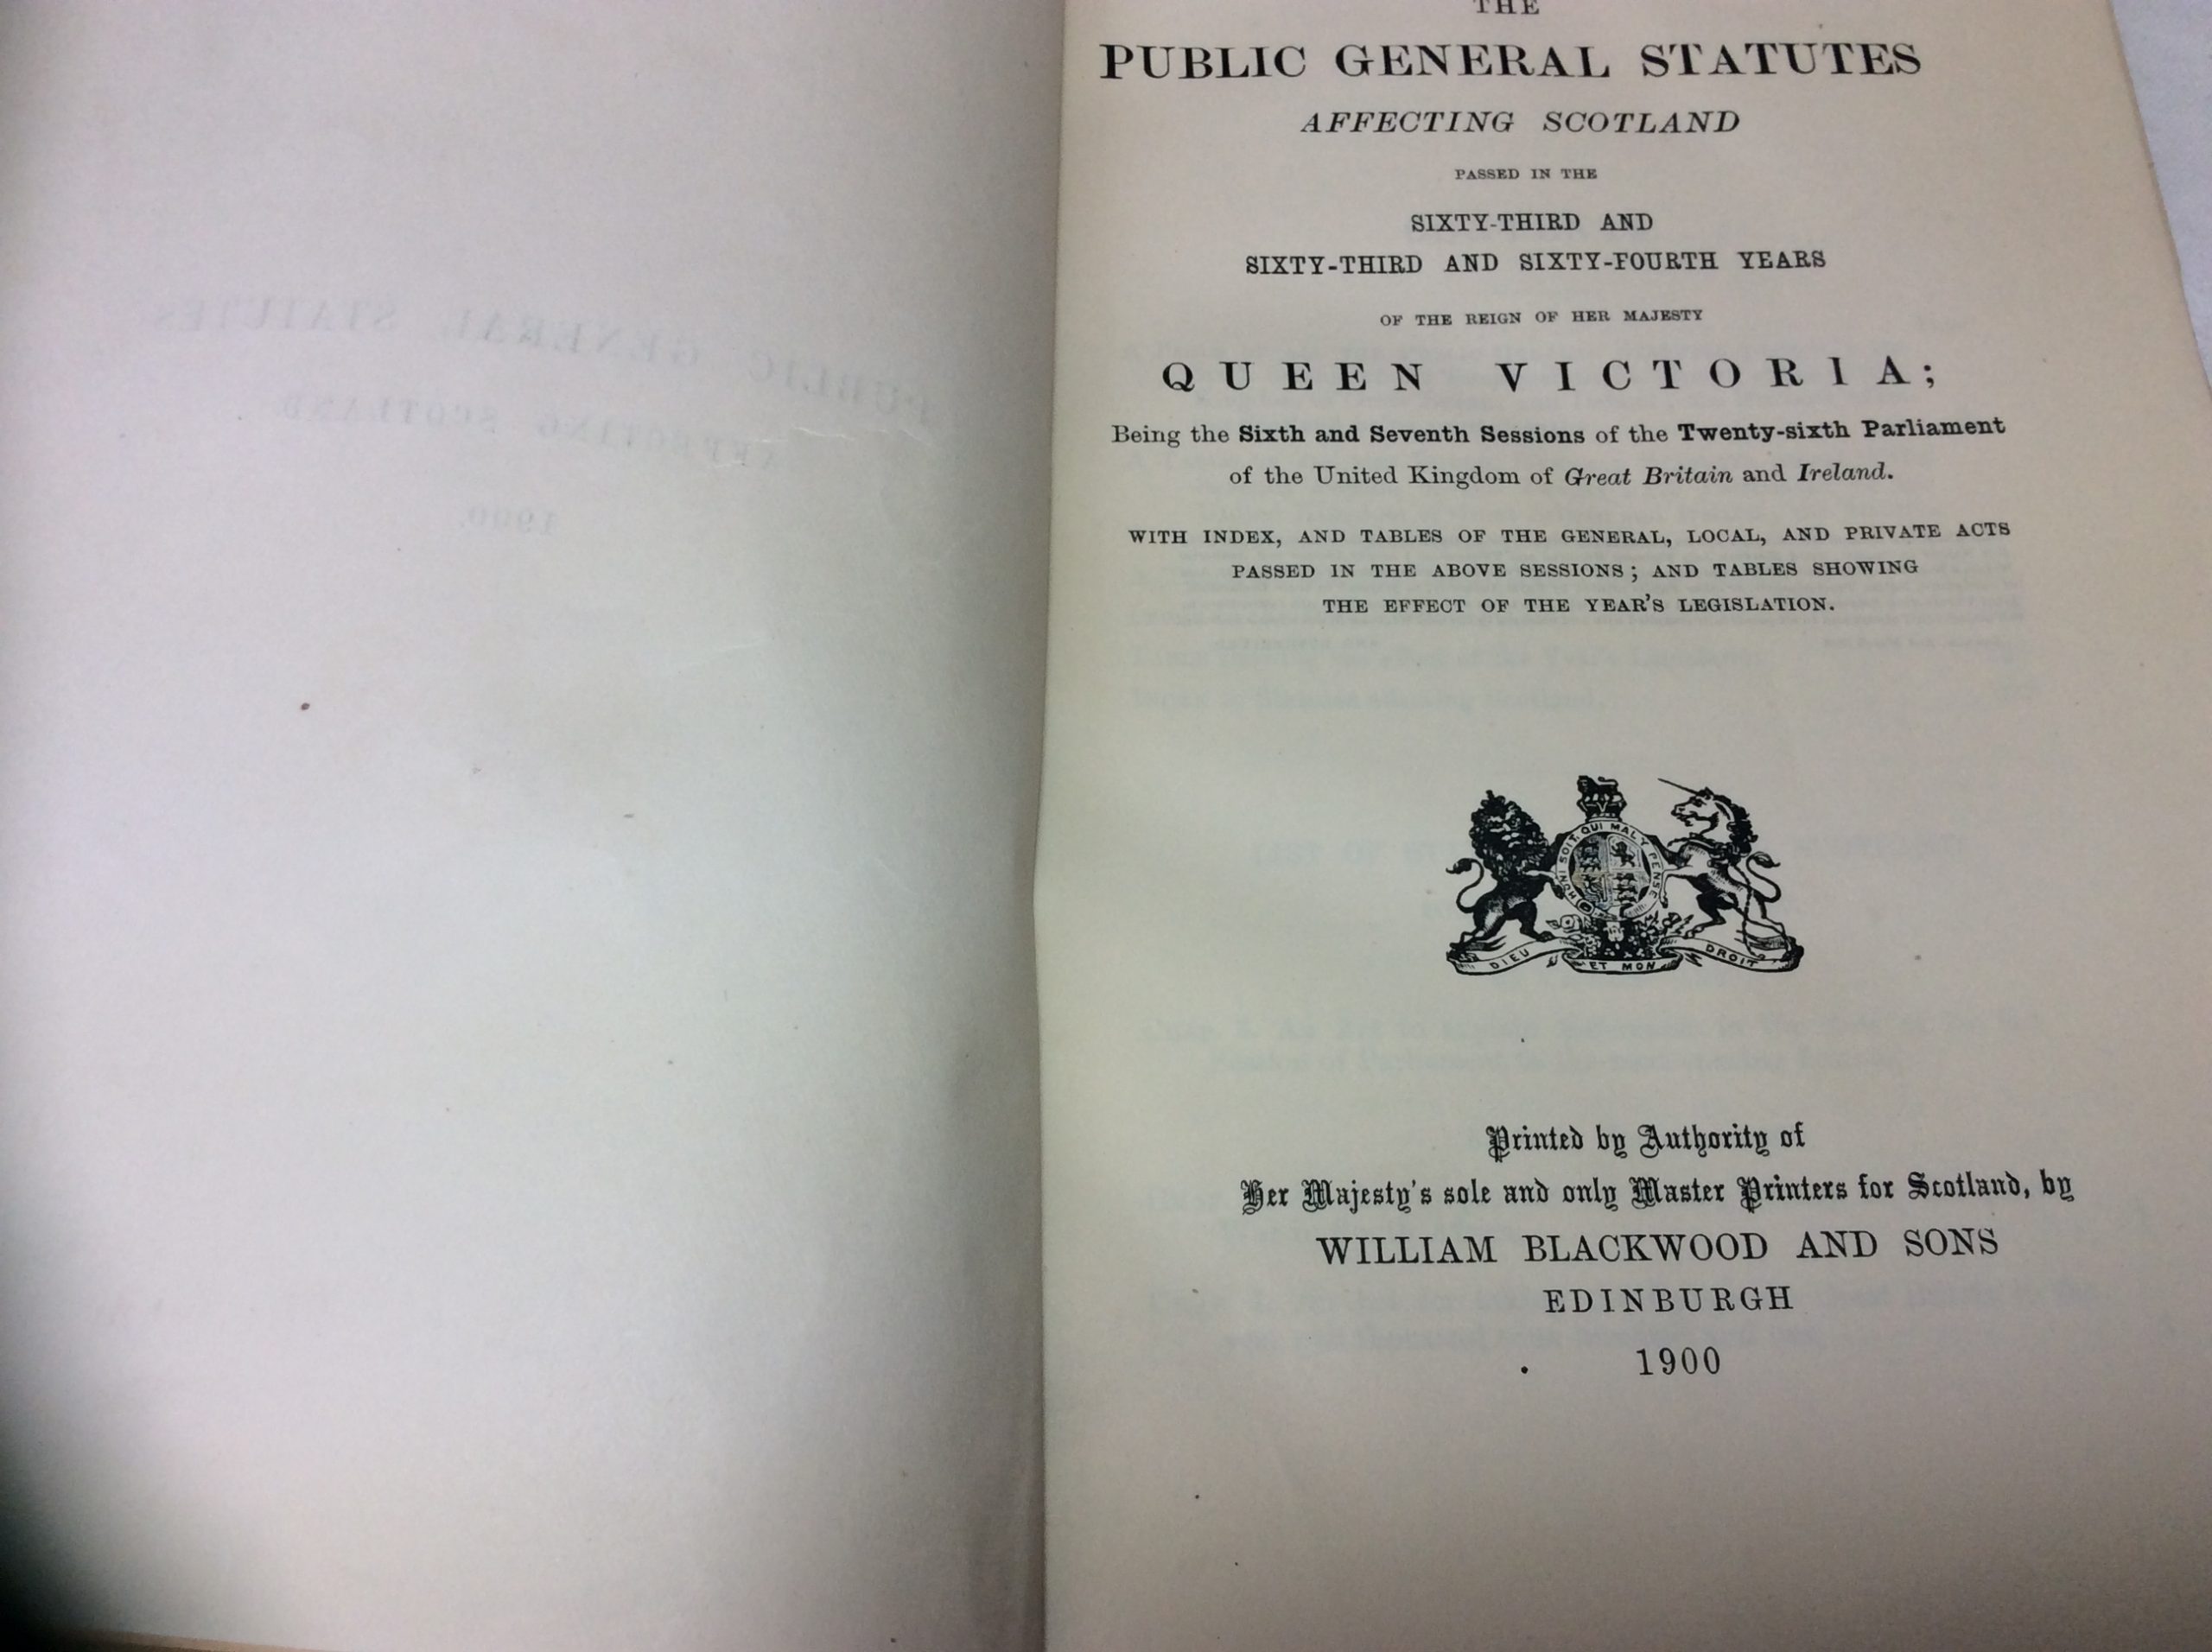 THE
PUBLIC GENERAL STATUTES
AFFECTING SCOTLAND
PASSED IN THE
SIXTY-THIRD AND
SIXTY-THIRD AND SIXTY-FOURTH YEARS
OF THE REIGN OF HER MAJESTY
QUEEN VICTORIA;
Being the Sixth and Seventh Sessions of the Twenty-sixth Parliament
of the United Kingdom of Great Britain and Ireland.
WITH INDEX, AND TABLES OF THE GENERAL, LOCAL, AND PRIVATE ACTS
PASSED IN THE ABOVE SESSIONS; AND TABLES SHOWING
THE EFFECT OF THE YEAR'S LEGISLATION.
HONI SOIT QUI MAL Y PENSE
DIEU ET MON DROIT
Printed by Authority of
Her Majesty's sole and only Master Printers for Scotland, by
WILLIAM BLACKWOOD AND SONS
EDINBURGH
1900